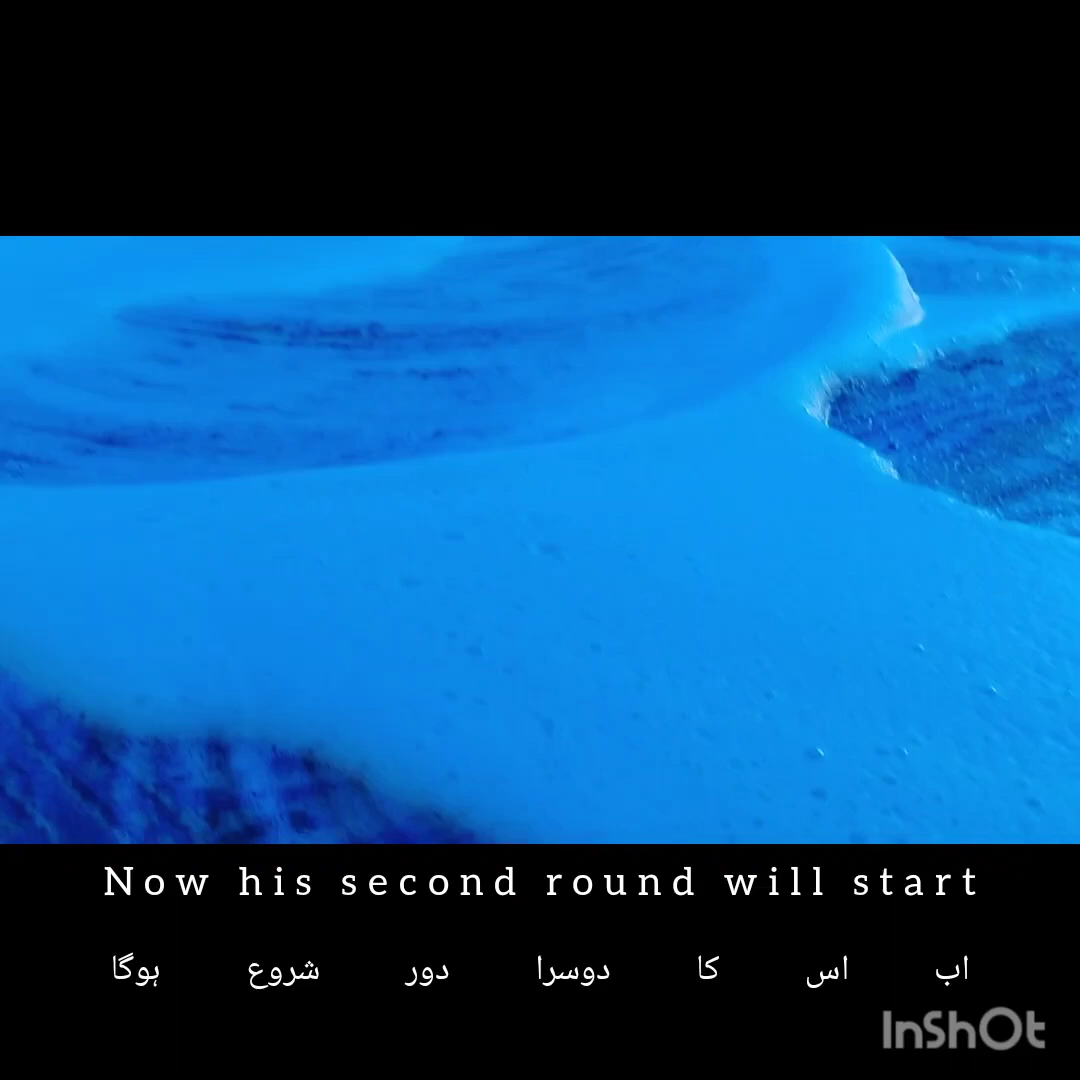 Now his second round will start
اب اس کا دوسرا دور شروع ہوگا
InShOt